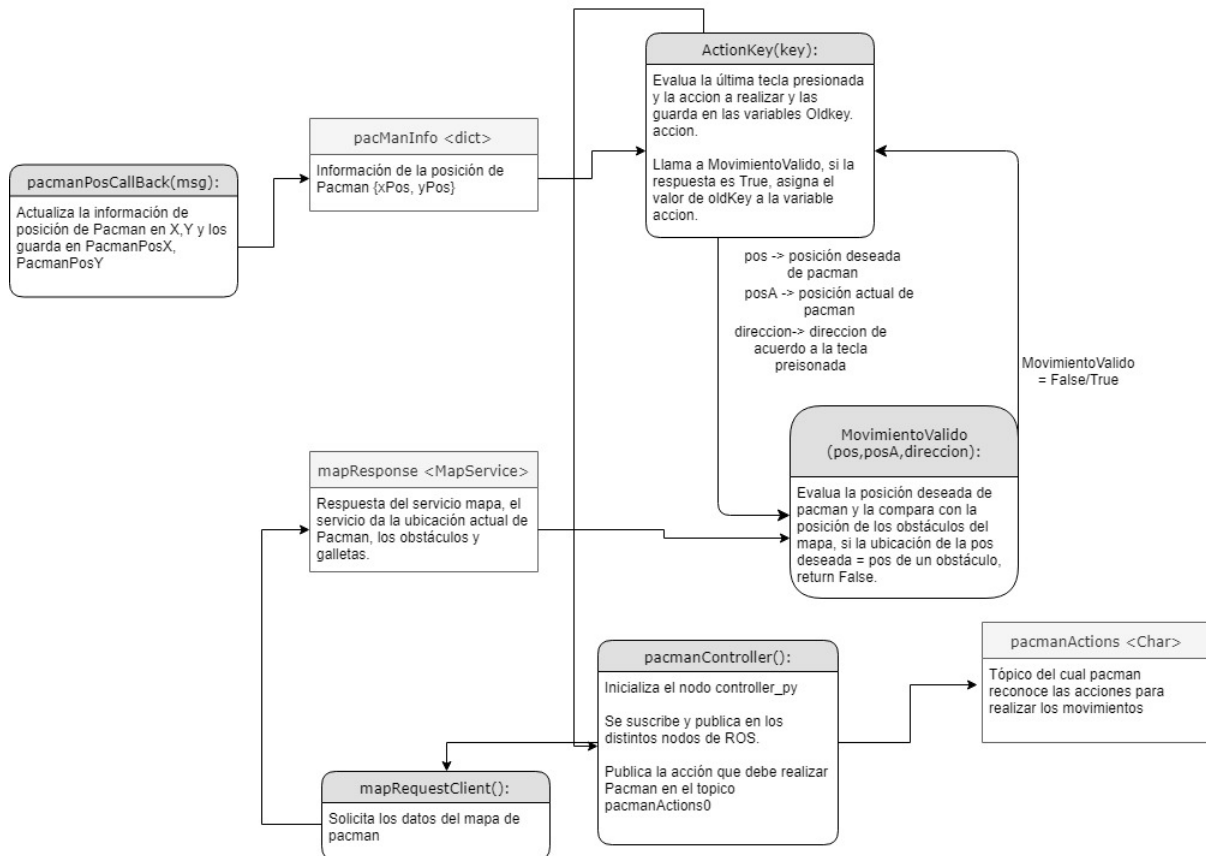 ActionKey(key):
Evalua la última tecla presionada
y la accion a realizar y las
guarda en las variables Oldkey.
accion.
Llama a MovimientoValido, si la
respuesta es True, asigna el
valor de oldKey a la variable
accion.
pacManInfo <dict>
Información de la posición de
Pacman {xPos, yPos}
pacmanPosCallBack(msg):
Actualiza la información de
posición de Pacman en X,Y y los
guarda en PacmanPosX,
PacmanPosY
pos -> posición deseada
de pacman
posA -> posición actual de
pacman
direccion-> direccion de
acuerdo a la tecla
preisonada
MovimientoValido
= False/True
MovimientoValido
(pos,posA,direccion):
Evalua la posición deseada de
pacman y la compara con la
posición de los obstáculos del
mapa, si la ubicación de la pos
deseada = pos de un obstáculo,
return False.
mapResponse <MapService>
Respuesta del servicio mapa, el
servicio da la ubicación actual de
Pacman, los obstáculos y
galletas.
pacmanController():
Inicializa el nodo controller_py
Se suscribe y publica en los
distintos nodos de ROS.
Publica la acción que debe realizar
Pacman en el topico
pacmanActions0
pacmanActions <Char>
Tópico del cual pacman
reconoce las acciones para
realizar los movimientos
mapRequestClient():
Solicita los datos del mapa de
pacman